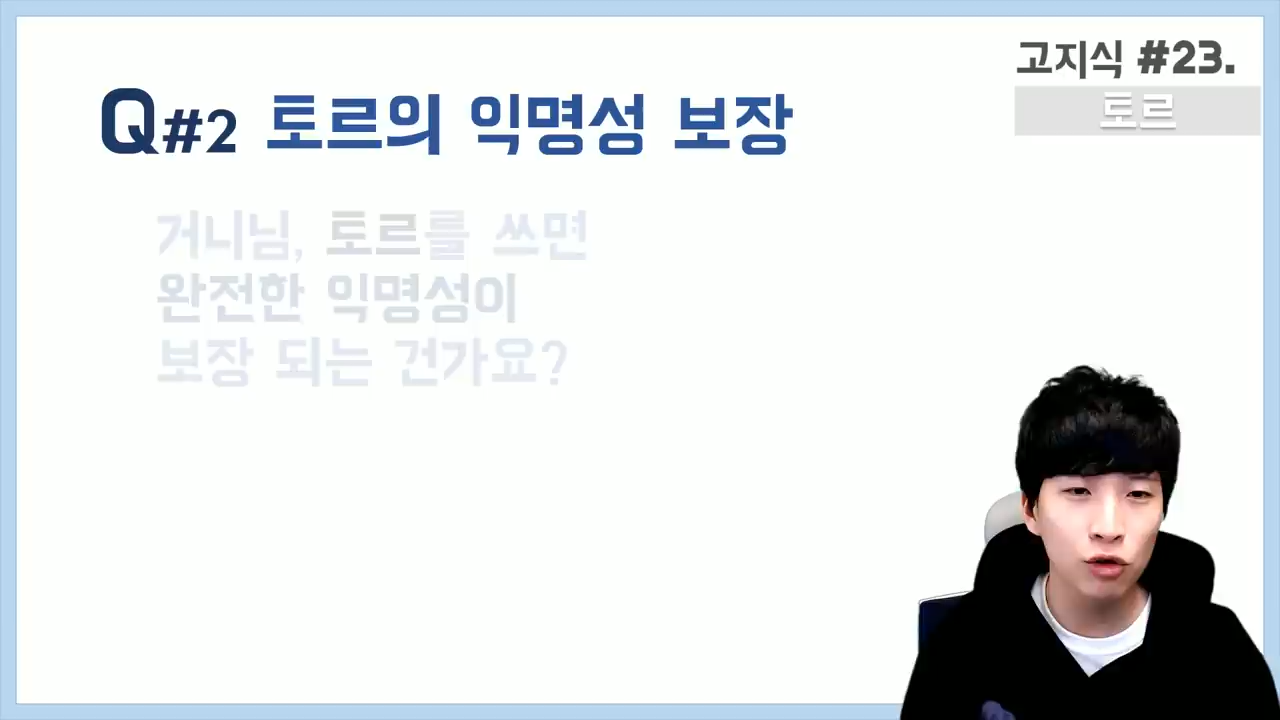 고지식 #23.
토르
Q#2 토르의 익명성 보장
거니님, 토르를 쓰면
완전한 익명성이
보장 되는 건가요?